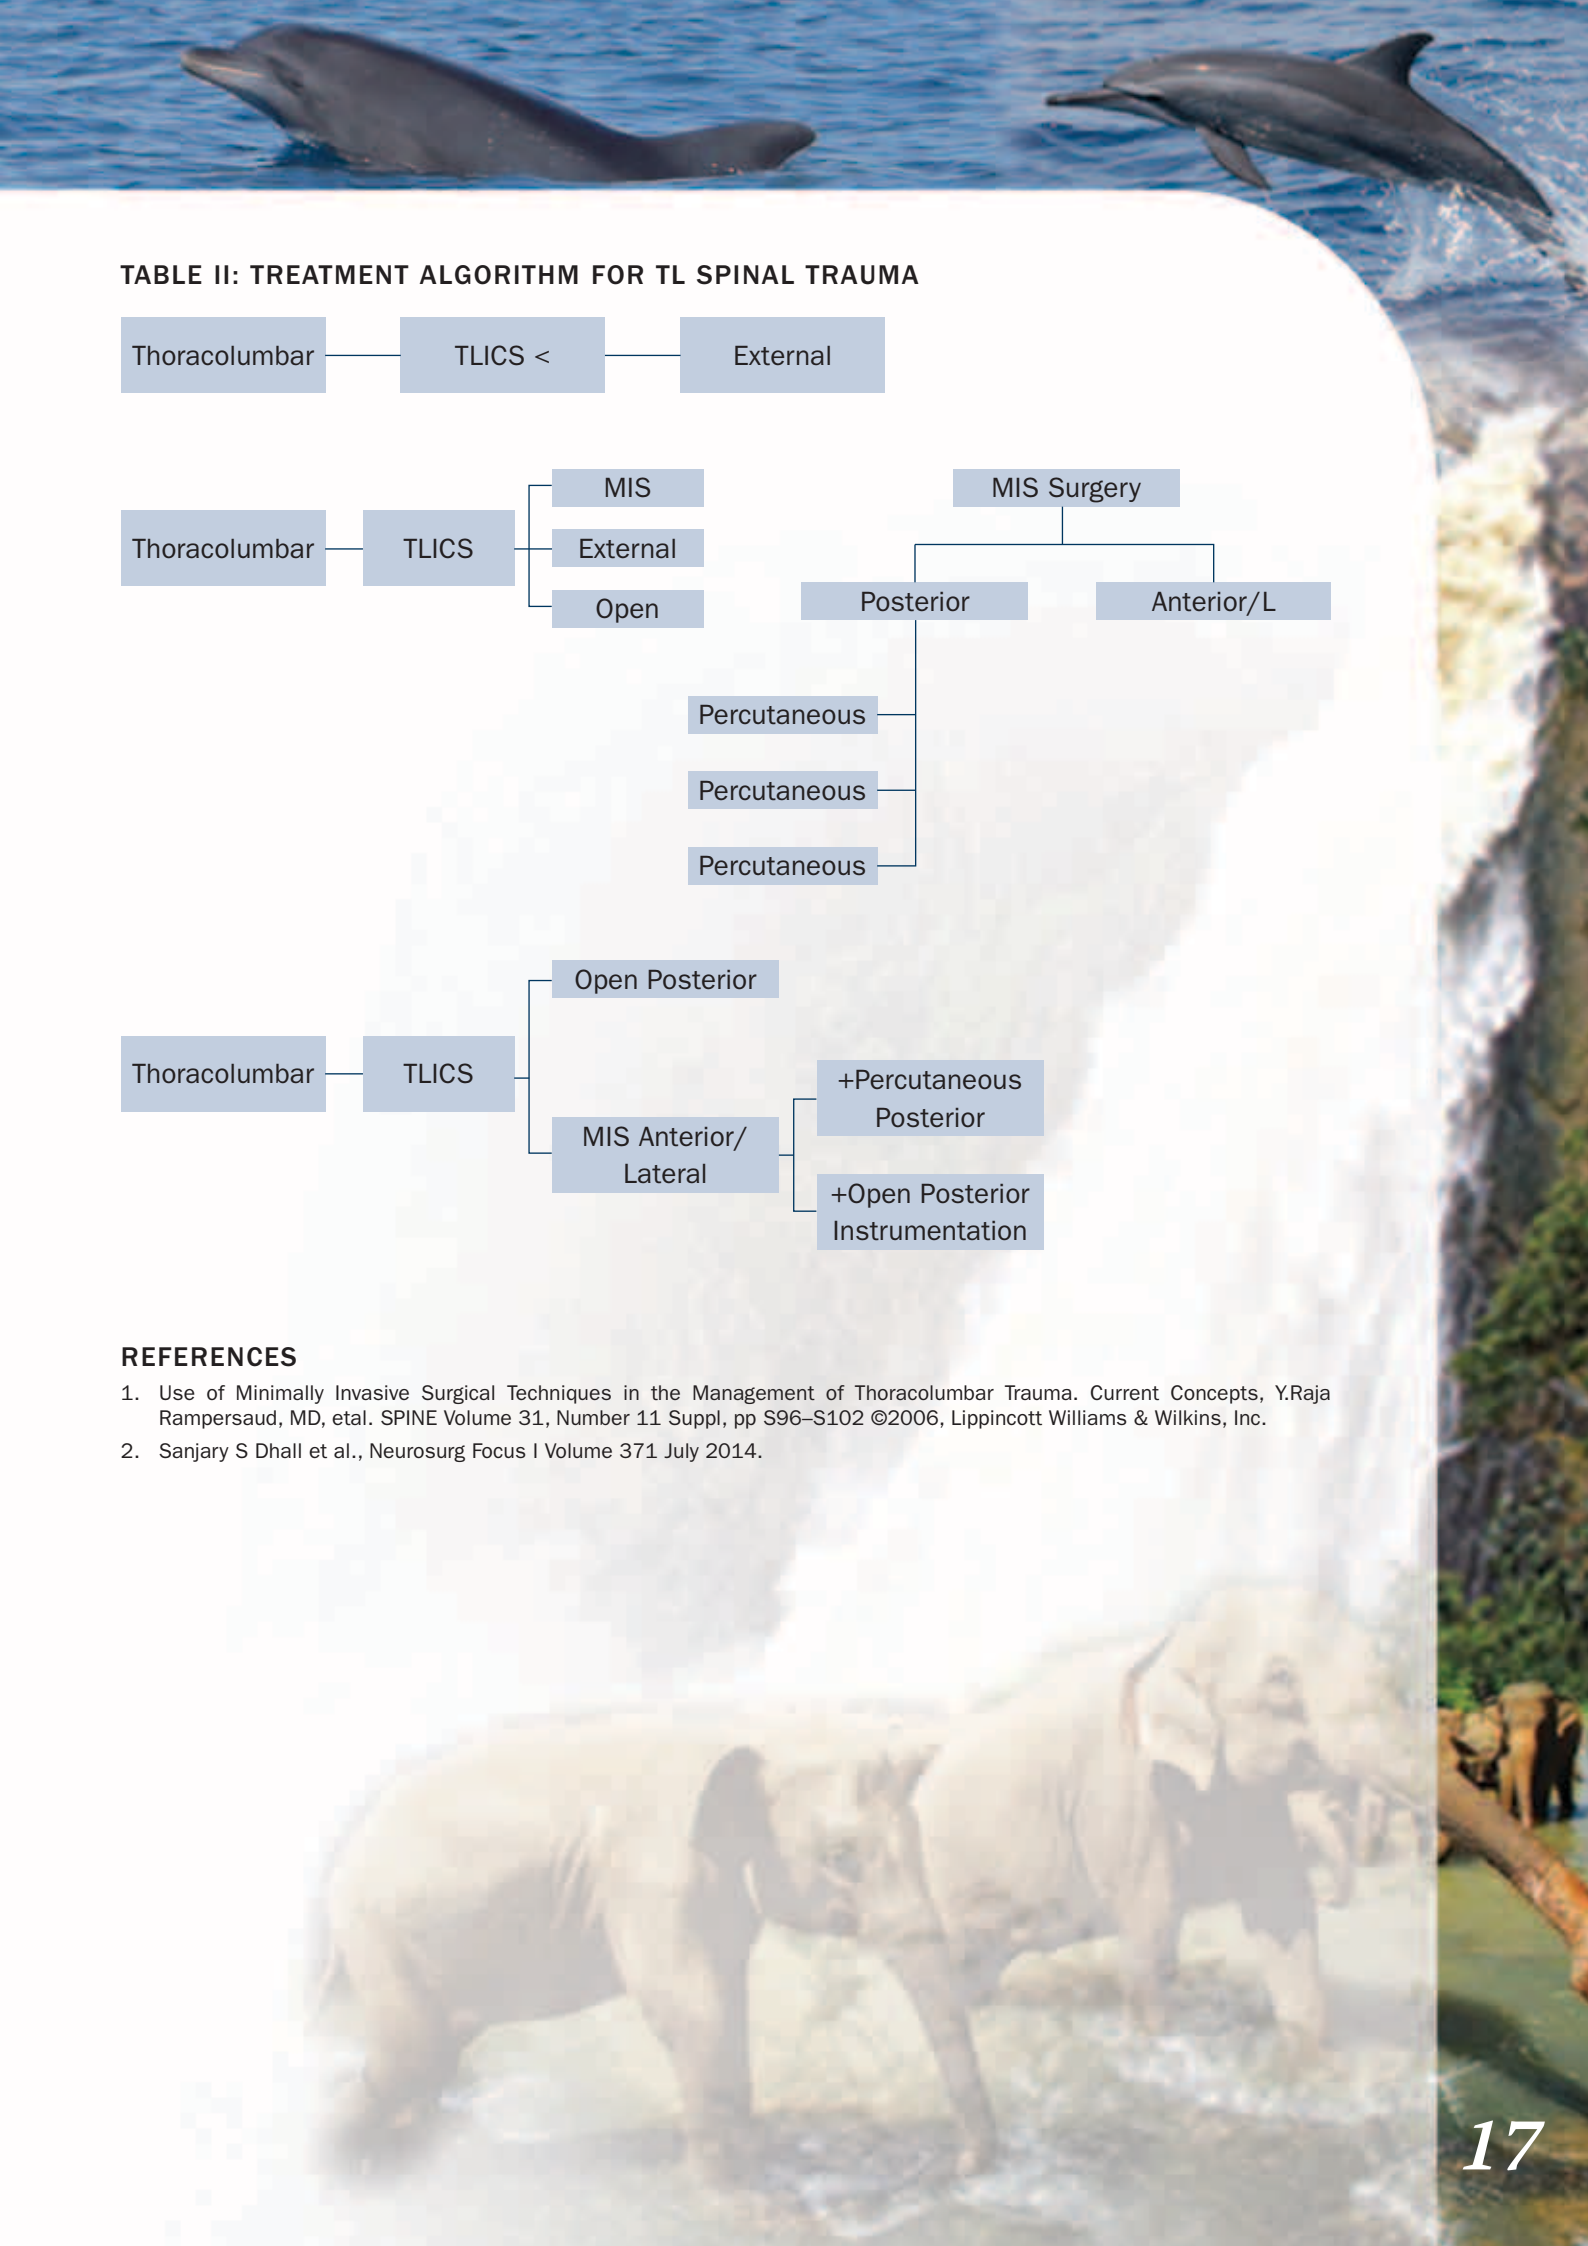 TABLE II: TREATMENT ALGORITHM FOR TL SPINAL TRAUMA
Thoracolumbar
TLICS <
External
Thoracolumbar
TLICS
MIS
External
Open
MIS Surgery
Posterior
Anterior/L
Percutaneous
Percutaneous
Percutaneous
Thoracolumbar
TLICS
Open Posterior
MIS Anterior/
Lateral
+Percutaneous
Posterior
+Open Posterior
Instrumentation
REFERENCES
1. Use of Minimally Invasive Surgical Techniques in the Management of Thoracolumbar Trauma. Current Concepts, Y.Raja
Rampersaud, MD, etal. SPINE Volume 31, Number 11 Suppl, pp S96–S102 ©2006, Lippincott Williams & Wilkins, Inc.
2. Sanjary S Dhall et al., Neurosurg Focus I Volume 371 July 2014.
17